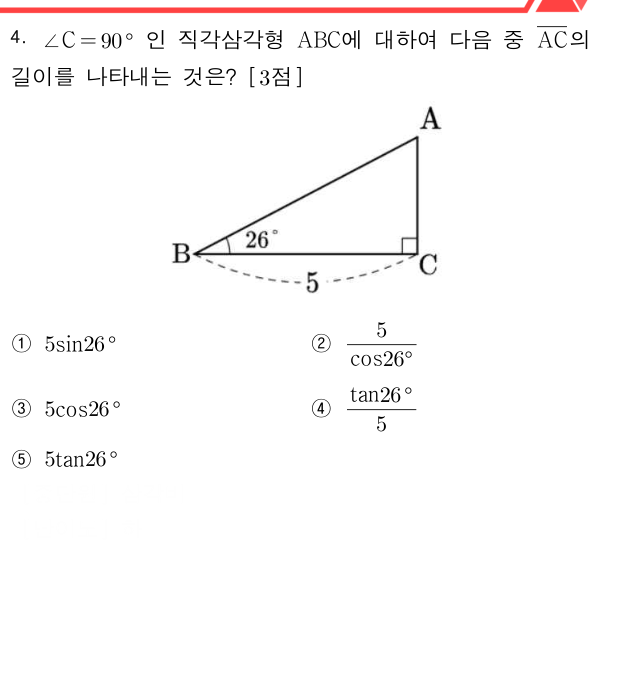 4. ∠C=90° 인 직각삼각형 ABC에 대하여 다음 중 A͞C͞의
길이를 나타내는 것은? [3점]
A
B
26°
C
5
① 5sin26°
② 5/cos26°
③ 5cos26°
④ tan26°/5
⑤ 5tan26°